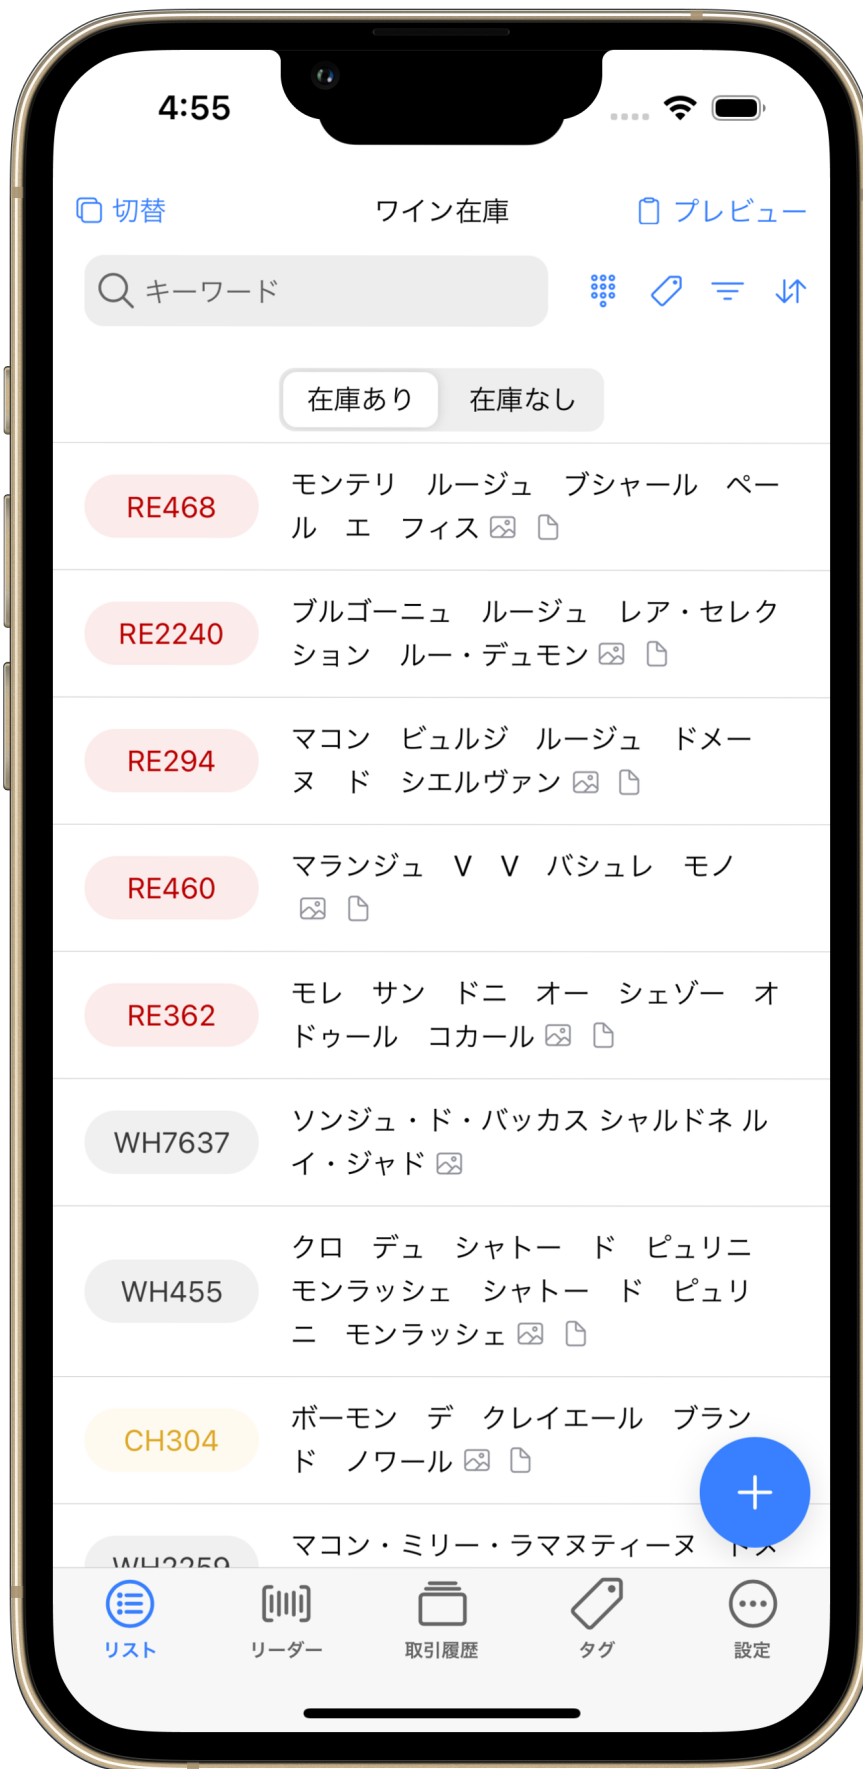 4:55
切替
ワイン在庫
プレビュー
キーワード
在庫あり
在庫なし
RE468
モンテリ　ルージュ　ブシャール　ペー
ル　エ　フィス
RE2240
ブルゴーニュ　ルージュ　レア・セレク
ション　ルー・デュモン
RE294
マコン　ビュルジ　ルージュ　ドメー
ヌ　ド　シエルヴァン
RE460
マランジュ　V　V　バシュレ　モノ
RE362
モレ　サン　ドニ　オー　シェゾー　オ
ドゥール　コカール
WH7637
ソンジュ・ド・バッカス シャルドネ ル
イ・ジャド
WH455
クロ　デュ　シャトー　ド　ピュリニ
モンラッシェ　シャトー　ド　ピュリ
ニ　モンラッシェ
CH304
ボーモン　デ　クレイエール　ブラン
ド　ノワール
WH2259
マコン・ミリー・ラマヌティーヌ
リスト
リーダー
取引履歴
タグ
設定